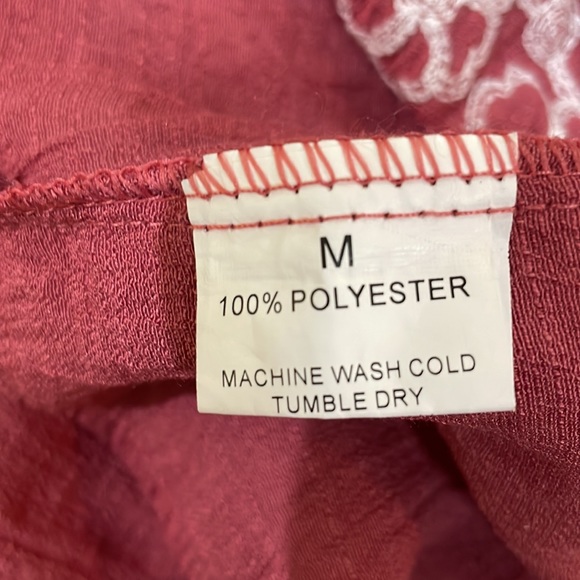 M
100% POLYESTER
MACHINE WASH COLD
TUMBLE DRY